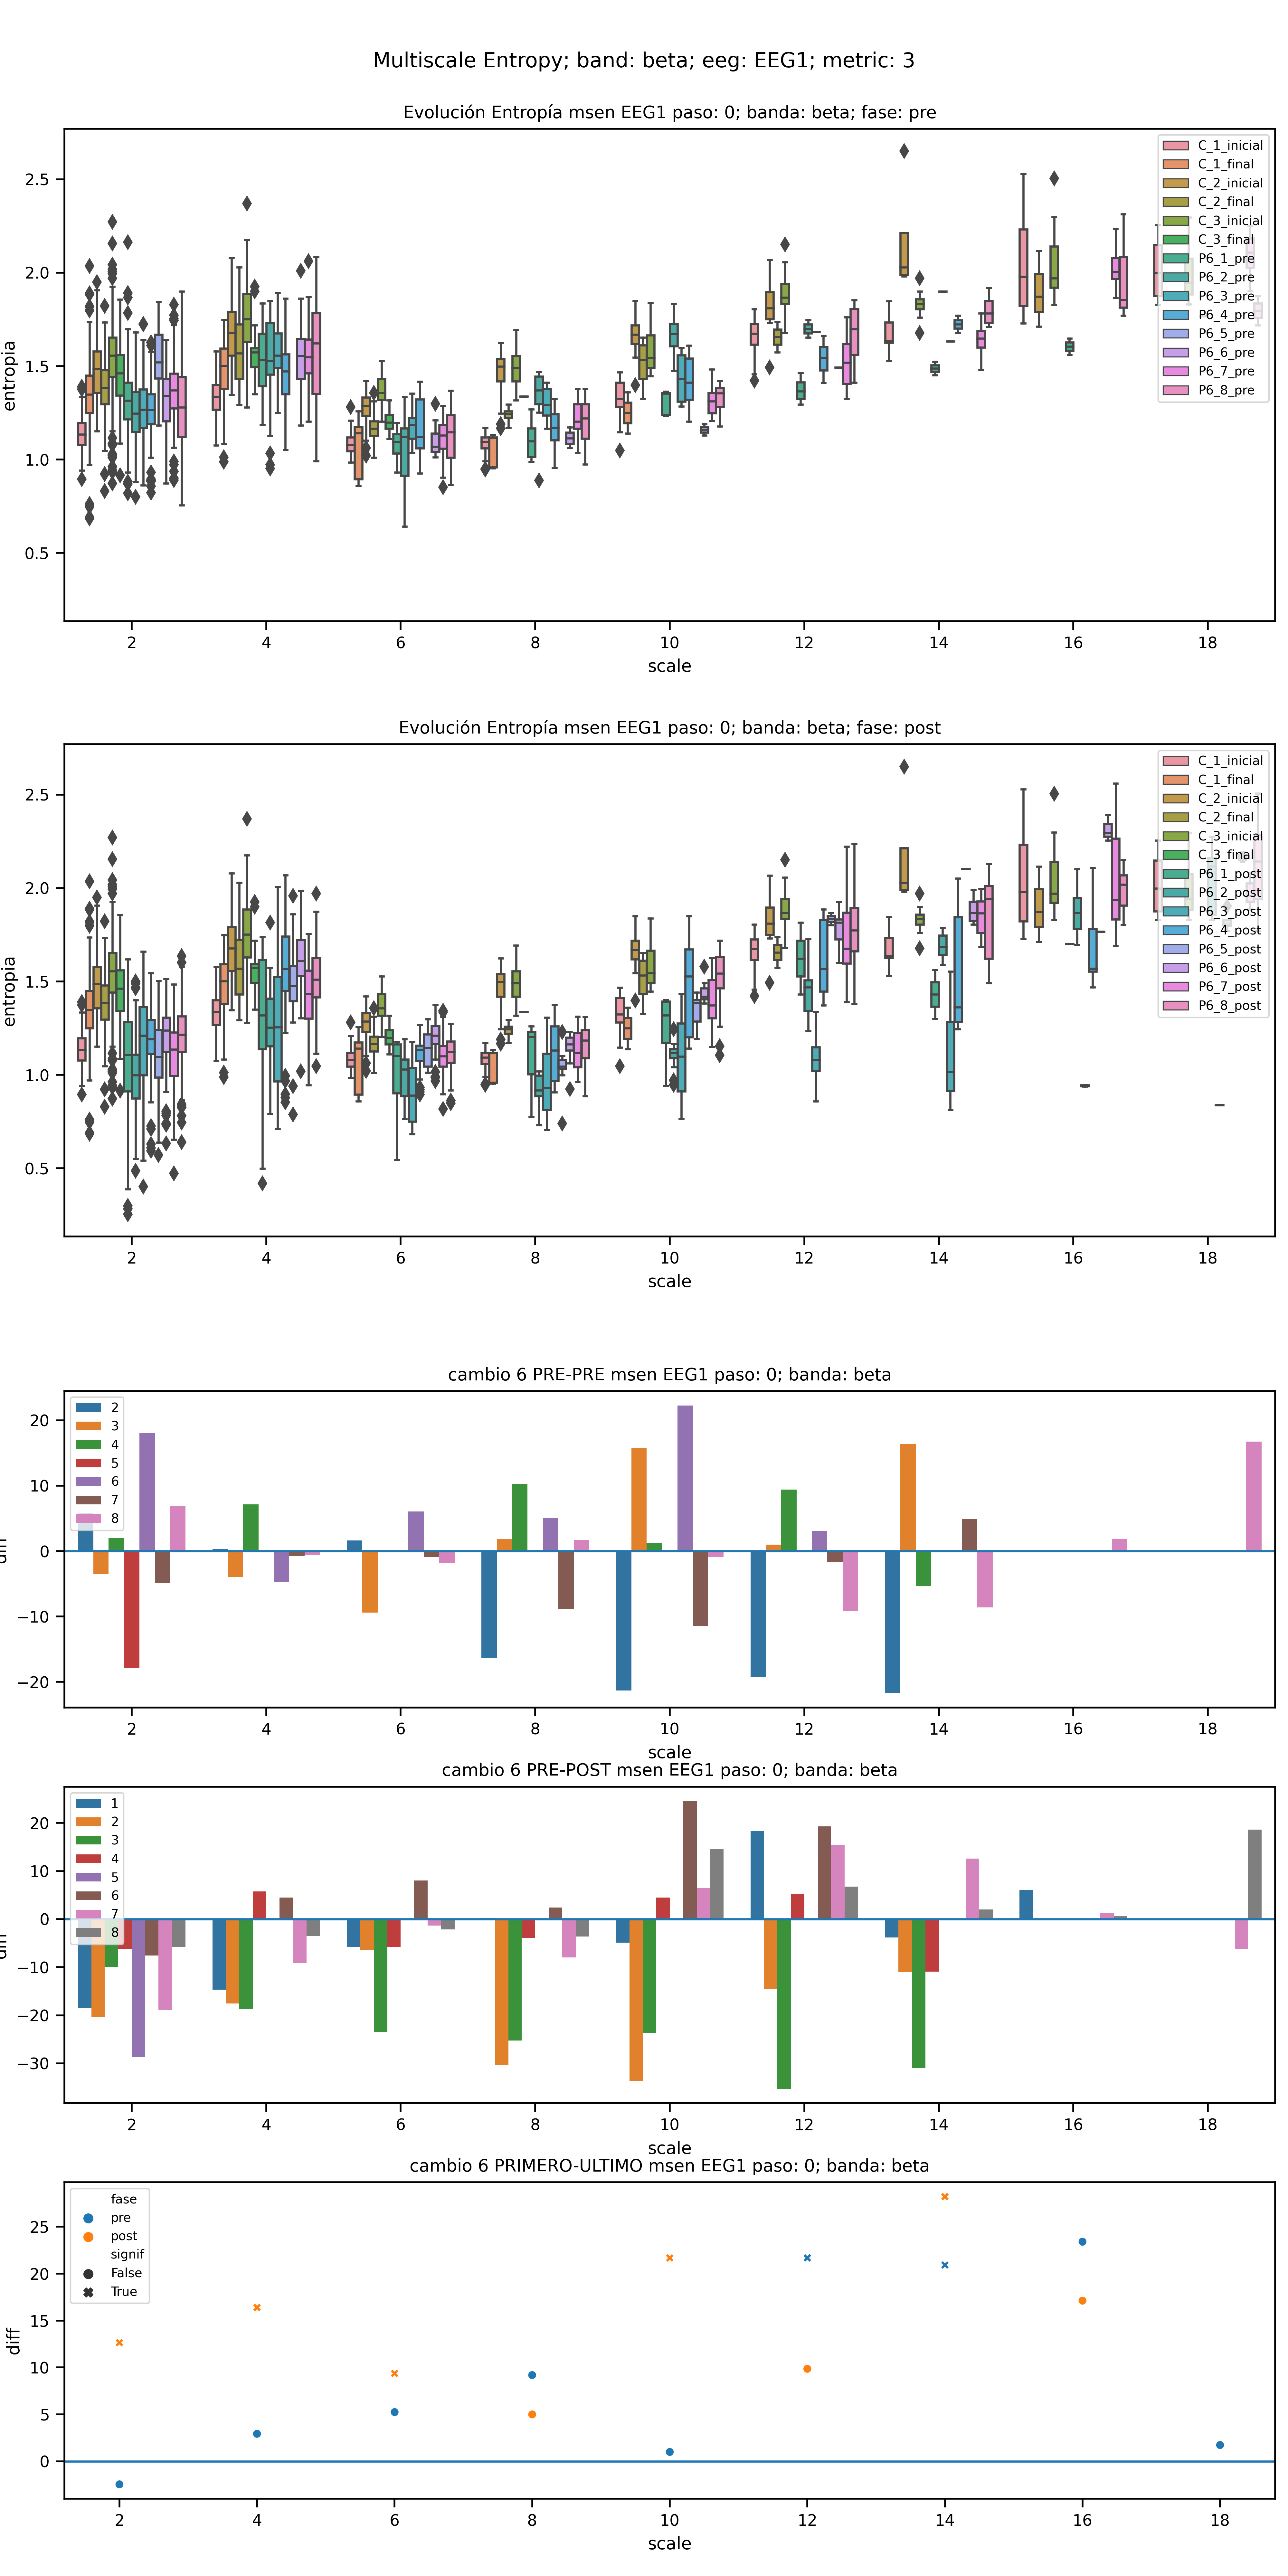 Multiscale Entropy; band: beta; eeg: EEG1; metric: 3
Evolución Entropía msen EEG1 paso: 0; banda: beta; fase: pre
entropia
2.5
2.0
1.5
1.0
0.5
C_1_inicial
C_1_final
C_2_inicial
C_2_final
C_3_inicial
C_3_final
P6_1_pre
P6_2_pre
P6_3_pre
P6_4_pre
P6_5_pre
P6_6_pre
P6_7_pre
P6_8_pre
2 4 6 8 10 12 14 16 18
scale
Evolución Entropía msen EEG1 paso: 0; banda: beta; fase: post
entropia
2.5
2.0
1.5
1.0
0.5
C_1_inicial
C_1_final
C_2_inicial
C_2_final
C_3_inicial
C_3_final
P6_1_post
P6_2_post
P6_3_post
P6_4_post
P6_5_post
P6_6_post
P6_7_post
P6_8_post
2 4 6 8 10 12 14 16 18
scale
cambio 6 PRE-PRE msen EEG1 paso: 0; banda: beta
diff
20
10
0
−10
−20
2
3
4
5
6
7
8
2 4 6 8 10 12 14 16 18
scale
cambio 6 PRE-POST msen EEG1 paso: 0; banda: beta
diff
20
10
0
−10
−20
−30
1
2
3
4
5
6
7
8
2 4 6 8 10 12 14 16 18
scale
cambio 6 PRIMERO-ULTIMO msen EEG1 paso: 0; banda: beta
diff
25
20
15
10
5
0
fase
pre
post
signif
False
True
2 4 6 8 10 12 14 16 18
scale